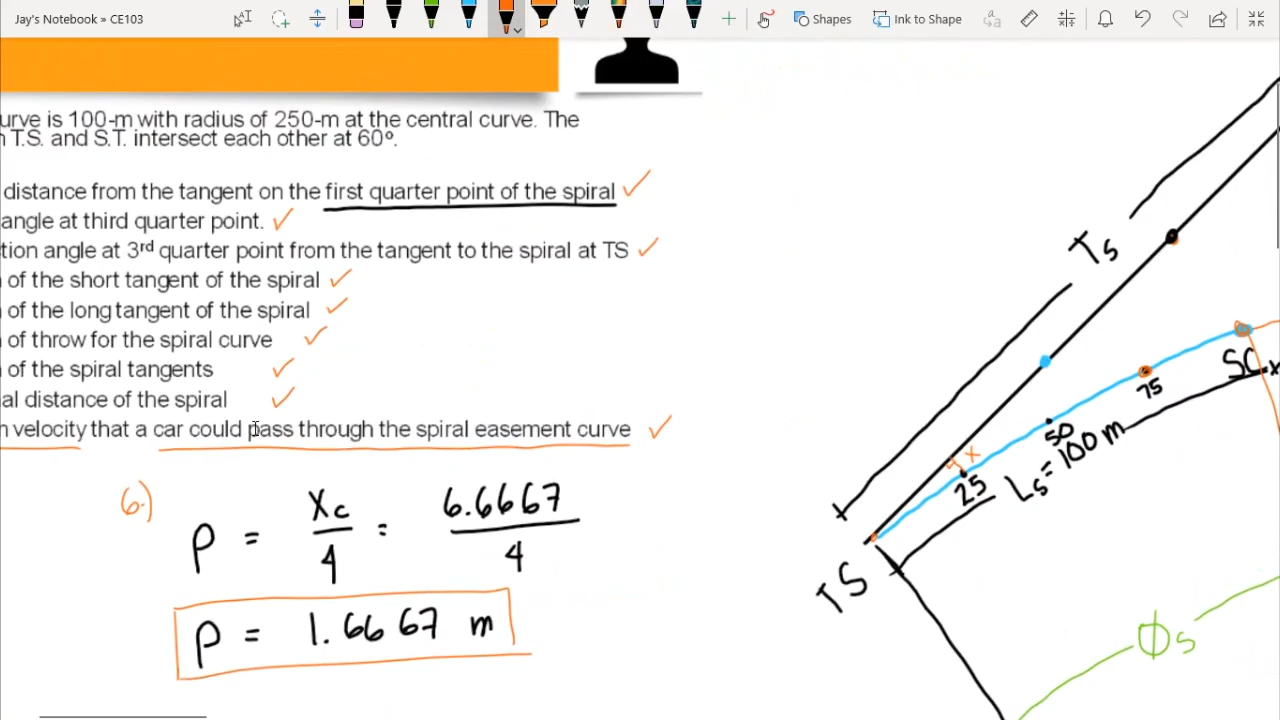 Jay's Notebook » CE103
Shapes
Ink to Shape
urve is 100-m with radius of 250-m at the central curve. The
T.S. and S.T. intersect each other at 60º.
distance from the tangent on the first quarter point of the spiral
angle at third quarter point.
tion angle at 3rd quarter point from the tangent to the spiral at TS
of the short tangent of the spiral
of the long tangent of the spiral
of throw for the spiral curve
of the spiral tangents
al distance of the spiral
velocity that a car could pass through the spiral easement curve
6.)
P = Xc/4 = 6.6667/4
P = 1.6667 m
Ts
SC
75
50
Ls = 100 m
x
25
TS
Øs